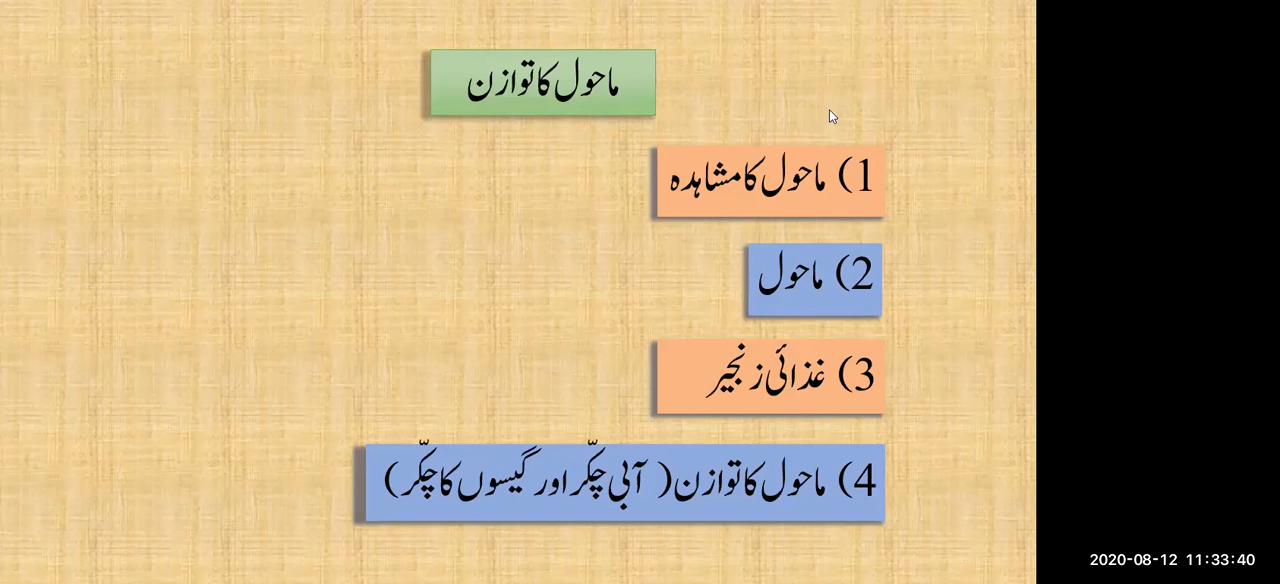 ماحول کا توازن
1) ماحول کا مشاہدہ
2) ماحول
3) غذائی زنجیر
4) ماحول کا توازن ( آبی چکّر اور گیسوں کا چکّر)
2020-08-12 11:33:40